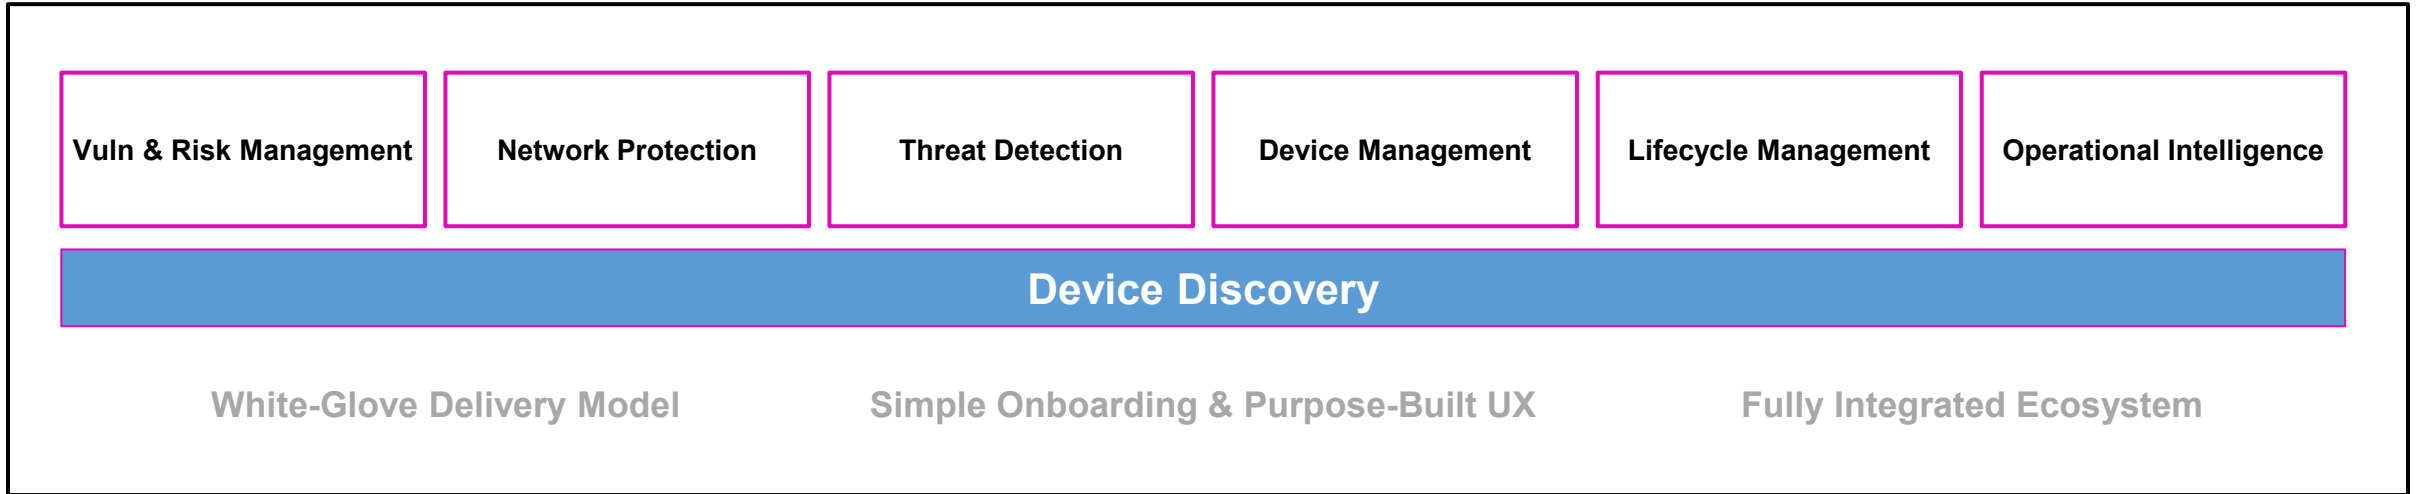 Vuln & Risk Management
Network Protection
Threat Detection
Device Management
Lifecycle Management
Operational Intelligence
Device Discovery
White-Glove Delivery Model
Simple Onboarding & Purpose-Built UX
Fully Integrated Ecosystem